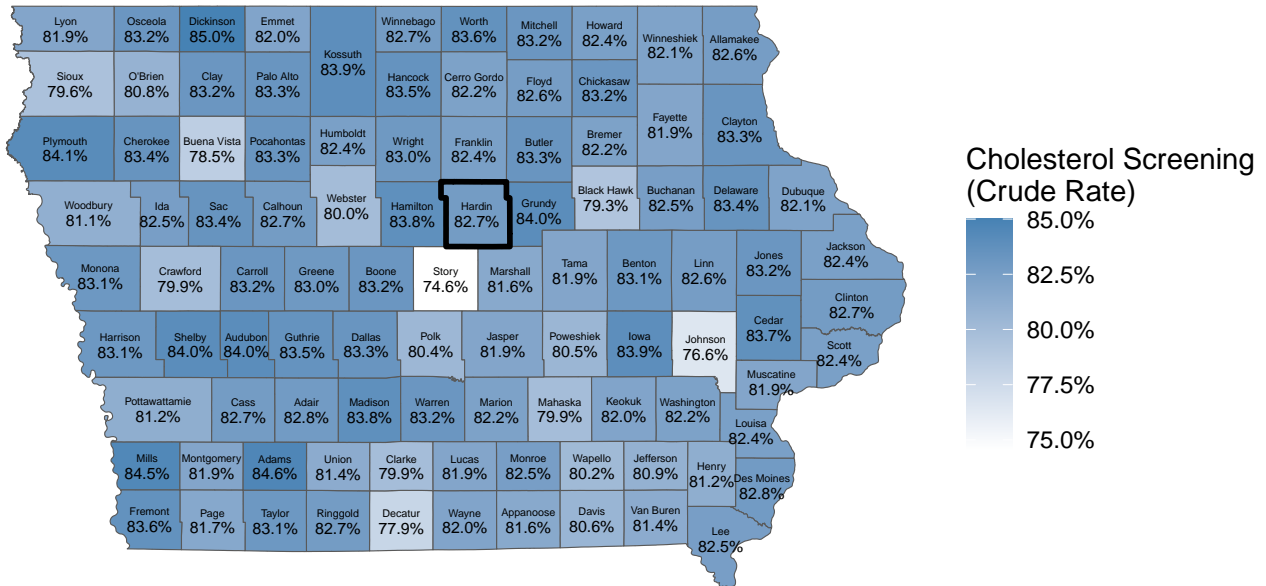 Lyon
81.9%
Osceola
83.2%
Dickinson
85.0%
Emmet
82.0%
Kossuth
83.9%
Winnebago
82.7%
Worth
83.6%
Mitchell
83.2%
Howard
82.4%
Winneshiek
82.1%
Allamakee
82.6%
Sioux
79.6%
O'Brien
80.8%
Clay
83.2%
Palo Alto
83.3%
Hancock
83.5%
Cerro Gordo
82.2%
Floyd
82.6%
Chickasaw
83.2%
Fayette
81.9%
Clayton
83.3%
Plymouth
84.1%
Cherokee
83.4%
Buena Vista
78.5%
Pocahontas
83.3%
Humboldt
82.4%
Wright
83.0%
Franklin
82.4%
Butler
83.3%
Bremer
82.2%
Woodbury
81.1%
Ida
82.5%
Sac
83.4%
Calhoun
82.7%
Webster
80.0%
Hamilton
83.8%
Hardin
82.7%
Grundy
84.0%
Black Hawk
79.3%
Buchanan
82.5%
Delaware
83.4%
Dubuque
82.1%
Monona
83.1%
Crawford
79.9%
Carroll
83.2%
Greene
83.0%
Boone
83.2%
Story
74.6%
Marshall
81.6%
Tama
81.9%
Benton
83.1%
Linn
82.6%
Jones
83.2%
Jackson
82.4%
Clinton
82.7%
Harrison
83.1%
Shelby
84.0%
Audubon
84.0%
Guthrie
83.5%
Dallas
83.3%
Polk
80.4%
Jasper
81.9%
Poweshiek
80.5%
Iowa
83.9%
Johnson
76.6%
Cedar
83.7%
Scott
82.4%
Muscatine
81.9%
Pottawattamie
81.2%
Cass
82.7%
Adair
82.8%
Madison
83.8%
Warren
83.2%
Marion
82.2%
Mahaska
79.9%
Keokuk
82.0%
Washington
82.2%
Louisa
82.4%
Mills
84.5%
Montgomery
81.9%
Adams
84.6%
Union
81.4%
Clarke
79.9%
Lucas
81.9%
Monroe
82.5%
Wapello
80.2%
Jefferson
80.9%
Henry
81.2%
Des Moines
82.8%
Fremont
83.6%
Page
81.7%
Taylor
83.1%
Ringgold
82.7%
Decatur
77.9%
Wayne
82.0%
Appanoose
81.6%
Davis
80.6%
Van Buren
81.4%
Lee
82.5%
Cholesterol Screening
(Crude Rate)
85.0%
82.5%
80.0%
77.5%
75.0%